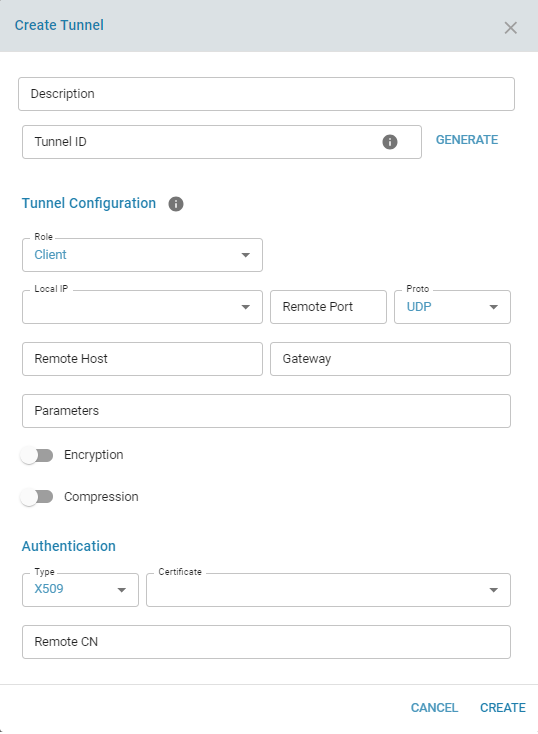 Create Tunnel
Description
Tunnel ID
GENERATE
Tunnel Configuration
Role
Client
Local IP
Remote Port
Proto
UDP
Remote Host
Gateway
Parameters
Encryption
Compression
Authentication
Type
X509
Certificate
Remote CN
CANCEL
CREATE